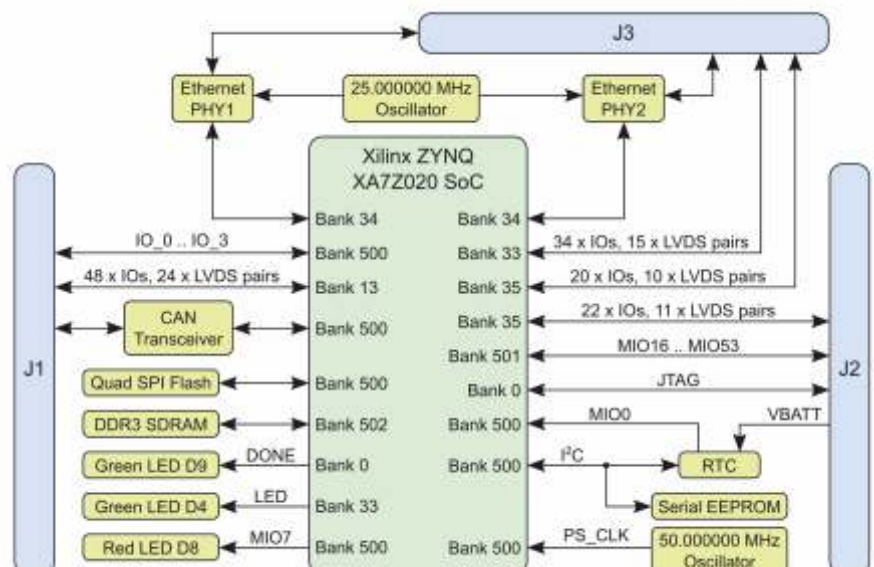 J3
Ethernet
PHY1
25.000000 MHz
Oscillator
Ethernet
PHY2
Xilinx ZYNQ
XA7Z020 SoC
Bank 34
Bank 34
IO_0 .. IO_3
Bank 500
Bank 33
34 x IOs, 15 x LVDS pairs
48 x IOs, 24 x LVDS pairs
Bank 13
Bank 35
20 x IOs, 10 x LVDS pairs
CAN
Transceiver
Bank 500
Bank 35
22 x IOs, 11 x LVDS pairs
Bank 501
MIO16 .. MIO53
J1
J2
Quad SPI Flash
Bank 500
Bank 0
JTAG
DDR3 SDRAM
Bank 502
Bank 500
MIO0
VBATT
Green LED D9
DONE
Bank 0
Bank 500
I²C
RTC
Green LED D4
LED
Bank 33
Serial EEPROM
Red LED D8
MIO7
Bank 500
Bank 500
PS_CLK
50.000000 MHz
Oscillator